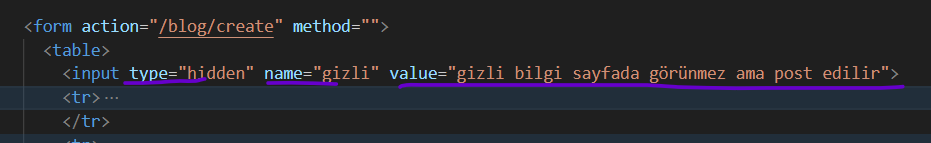 <form action="/blog/create" method="">
<table>
<input type="hidden" name="gizli" value="gizli bilgi sayfada görünmez ama post edilir">
<tr>…
</tr>
<tr>